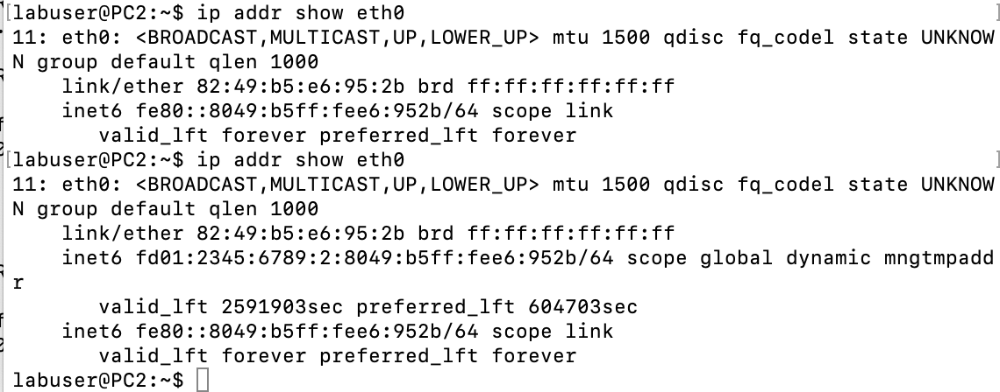 [labuser@PC2:~$ ip addr show eth0 ]
11: eth0: <BROADCAST,MULTICAST,UP,LOWER_UP> mtu 1500 qdisc fq_codel state UNKNOW
N group default qlen 1000
    link/ether 82:49:b5:e6:95:2b brd ff:ff:ff:ff:ff:ff
    inet6 fe80::8049:b5ff:fee6:952b/64 scope link
       valid_lft forever preferred_lft forever
[labuser@PC2:~$ ip addr show eth0 ]
11: eth0: <BROADCAST,MULTICAST,UP,LOWER_UP> mtu 1500 qdisc fq_codel state UNKNOW
N group default qlen 1000
    link/ether 82:49:b5:e6:95:2b brd ff:ff:ff:ff:ff:ff
    inet6 fd01:2345:6789:2:8049:b5ff:fee6:952b/64 scope global dynamic mngtmpadd
r
       valid_lft 2591903sec preferred_lft 604703sec
    inet6 fe80::8049:b5ff:fee6:952b/64 scope link
       valid_lft forever preferred_lft forever
labuser@PC2:~$